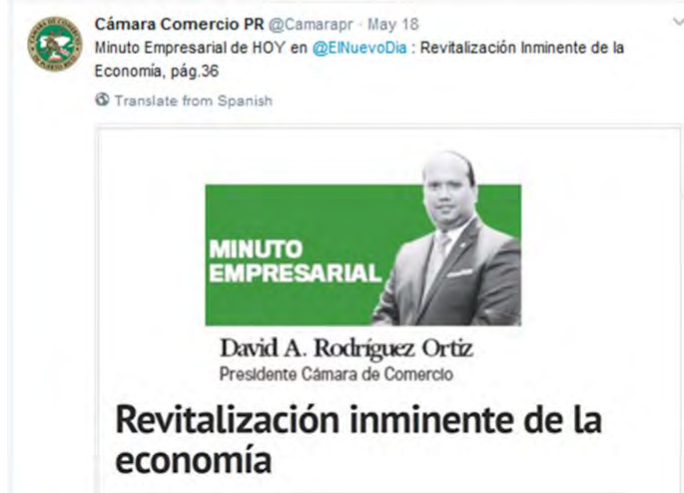 Cámara Comercio PR @Camarapr · May 18
Minuto Empresarial de HOY en @ElNuevoDia : Revitalización Inminente de la
Economía, pág.36
Translate from Spanish
MINUTO
EMPRESARIAL
David A. Rodríguez Ortiz
Presidente Cámara de Comercio
Revitalización inminente de la
economía